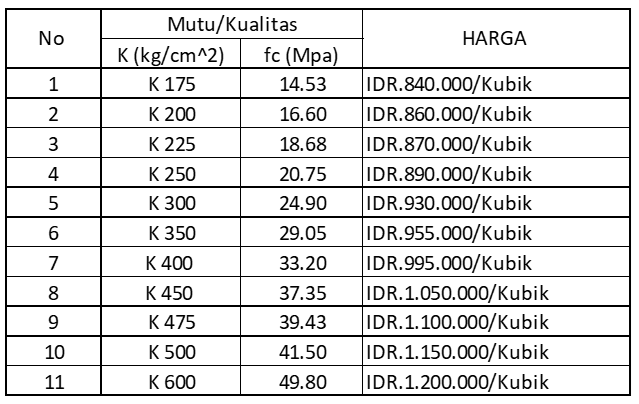 No Mutu/Kualitas HARGA
K (kg/cm^2) fc (Mpa)
1 K 175 14.53 IDR.840.000/Kubik
2 K 200 16.60 IDR.860.000/Kubik
3 K 225 18.68 IDR.870.000/Kubik
4 K 250 20.75 IDR.890.000/Kubik
5 K 300 24.90 IDR.930.000/Kubik
6 K 350 29.05 IDR.955.000/Kubik
7 K 400 33.20 IDR.995.000/Kubik
8 K 450 37.35 IDR.1.050.000/Kubik
9 K 475 39.43 IDR.1.100.000/Kubik
10 K 500 41.50 IDR.1.150.000/Kubik
11 K 600 49.80 IDR.1.200.000/Kubik